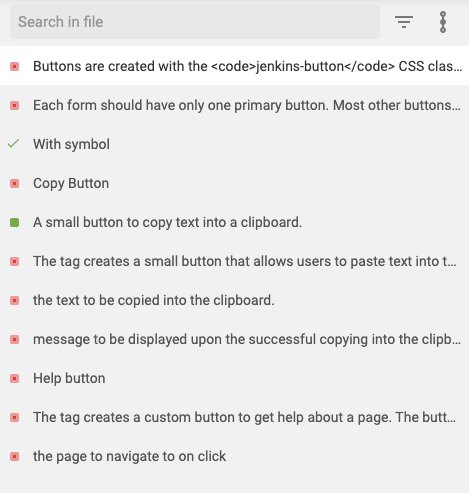 Search in file
Buttons are created with the <code>jenkins-button</code> CSS clas...
Each form should have only one primary button. Most other buttons...
With symbol
Copy Button
A small button to copy text into a clipboard.
The tag creates a small button that allows users to paste text into t...
the text to be copied into the clipboard.
message to be displayed upon the successful copying into the clipb...
Help button
The tag creates a custom button to get help about a page. The butt...
the page to navigate to on click